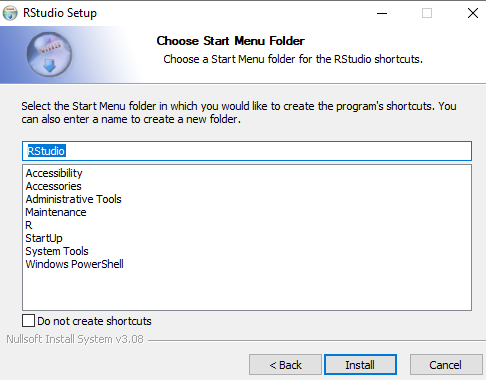 RStudio Setup
Choose Start Menu Folder
Choose a Start Menu folder for the RStudio shortcuts.
Select the Start Menu folder in which you would like to create the program's shortcuts. You
can also enter a name to create a new folder.
RStudio
Accessibility
Accessories
Administrative Tools
Maintenance
R
StartUp
System Tools
Windows PowerShell
Do not create shortcuts
Nullsoft Install System v3.08
< Back
Install
Cancel